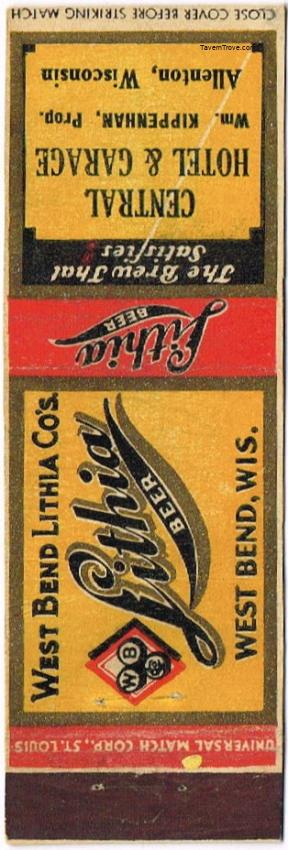 CLOSE COVER BEFORE STRIKING MATCH
TavernTrove.com
CENTRAL
HOTEL & GARAGE
Wm. KIPPENHAN, Prop.
Allenton, Wisconsin
The Brew That
Satisfies
Lithia
BEER
WEST BEND LITHIA CO'S.
Lithia
BEER
WB
WEST BEND, WIS.
UNIVERSAL MATCH CORP., ST. LOUIS